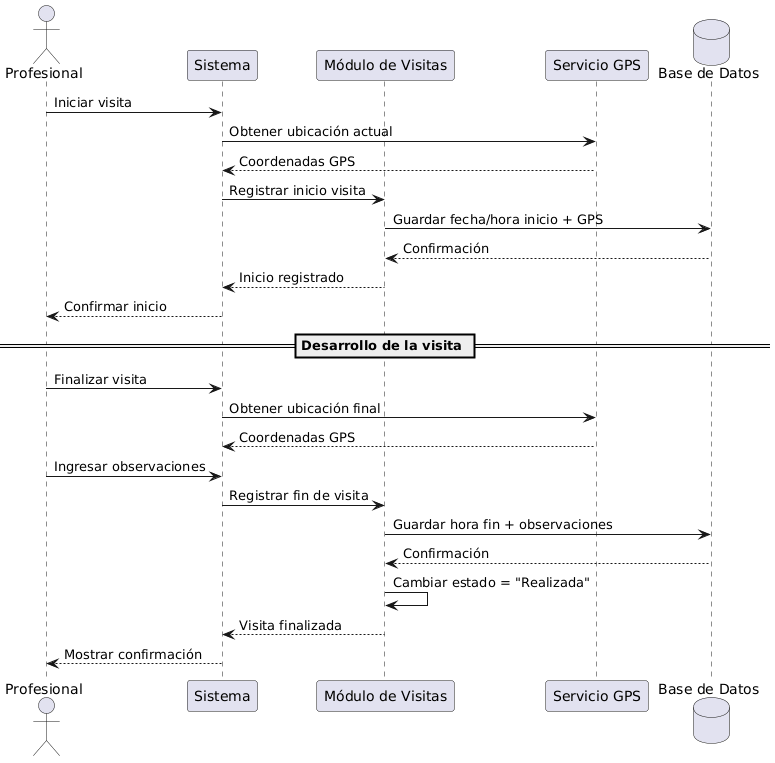 Profesional
Sistema
Módulo de Visitas
Servicio GPS
Base de Datos
Iniciar visita
Obtener ubicación actual
Coordenadas GPS
Registrar inicio visita
Guardar fecha/hora inicio + GPS
Confirmación
Inicio registrado
Confirmar inicio
Desarrollo de la visita
Finalizar visita
Obtener ubicación final
Coordenadas GPS
Ingresar observaciones
Registrar fin de visita
Guardar hora fin + observaciones
Confirmación
Cambiar estado = "Realizada"
Visita finalizada
Mostrar confirmación
Profesional
Sistema
Módulo de Visitas
Servicio GPS
Base de Datos